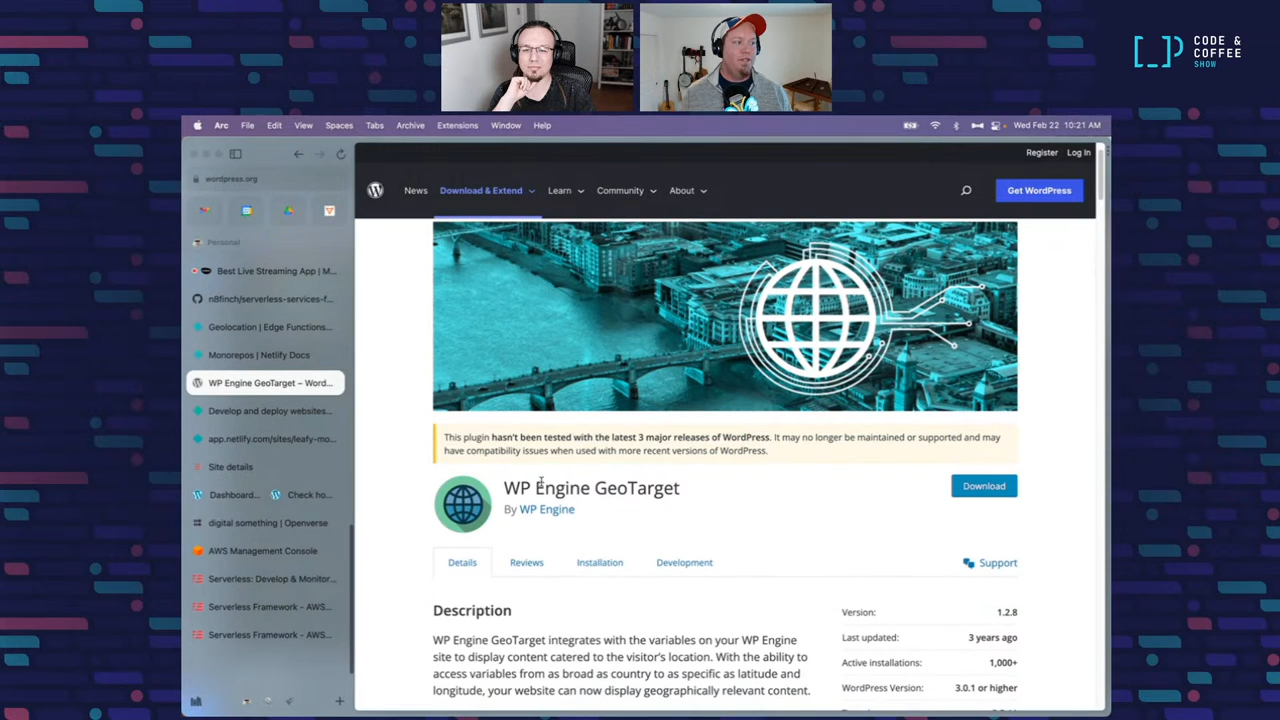 CODE &
COFFEE
SHOW
Arc File Edit View Spaces Tabs Archive Extensions Window Help Wed Feb 22 10:21 AM
wordpress.org
Personal
Best Live Streaming App | M...
n8finch/serverless-services-f...
Geolocation | Edge Functions...
Monorepos | Netlify Docs
WP Engine GeoTarget – Word...
Develop and deploy websites...
app.netlify.com/sites/leafy-mo...
Site details
Dashboard... Check ho...
digital something | Openverse
AWS Management Console
Serverless: Develop & Monitor...
Serverless Framework - AWS...
Serverless Framework - AWS...
Register Log In
News Download & Extend Learn Community About Get WordPress
This plugin hasn't been tested with the latest 3 major releases of WordPress. It may no longer be maintained or supported and may
have compatibility issues when used with more recent versions of WordPress.
WP Engine GeoTarget
By WP Engine
Download
Details Reviews Installation Development Support
Description
WP Engine GeoTarget integrates with the variables on your WP Engine
site to display content catered to the visitor's location. With the ability to
access variables from as broad as country to as specific as latitude and
longitude, your website can now display geographically relevant content.
Version: 1.2.8
Last updated: 3 years ago
Active installations: 1,000+
WordPress Version: 3.0.1 or higher